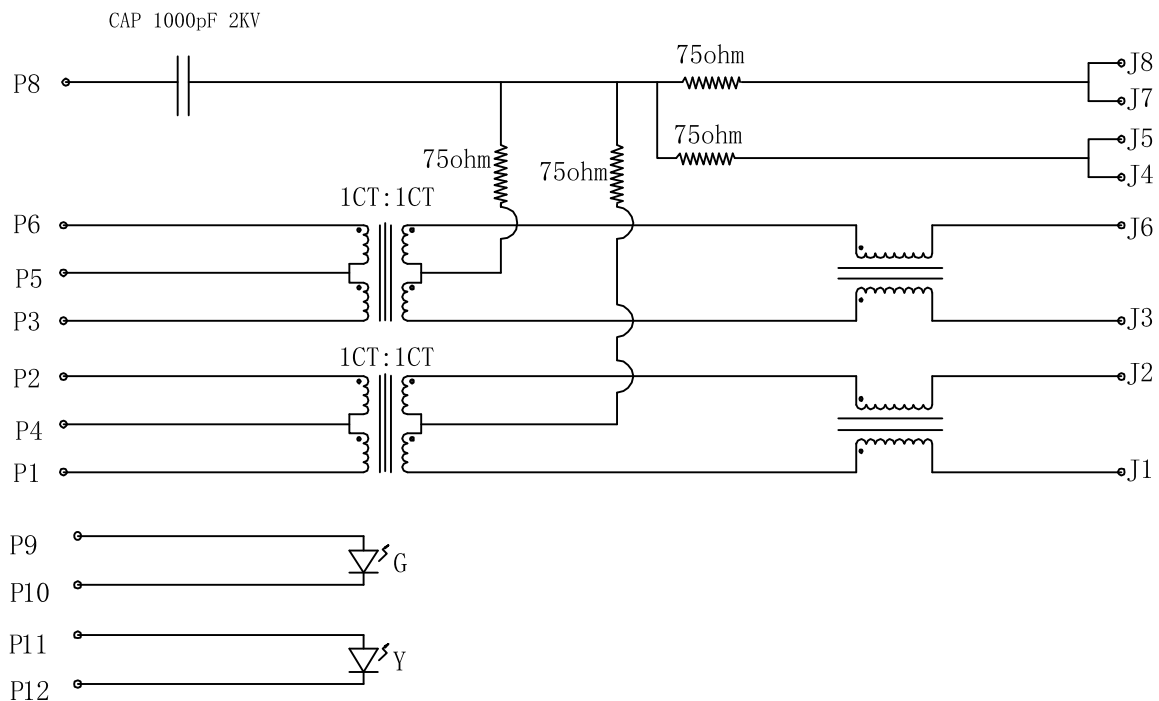 CAP 1000pF 2KV
75ohm
J8
P8
J7
75ohm
J5
75ohm
75ohm
J4
1CT:1CT
P6
J6
P5
P3
J3
1CT:1CT
P2
J2
P4
P1
J1
P9
G
P10
P11
Y
P12